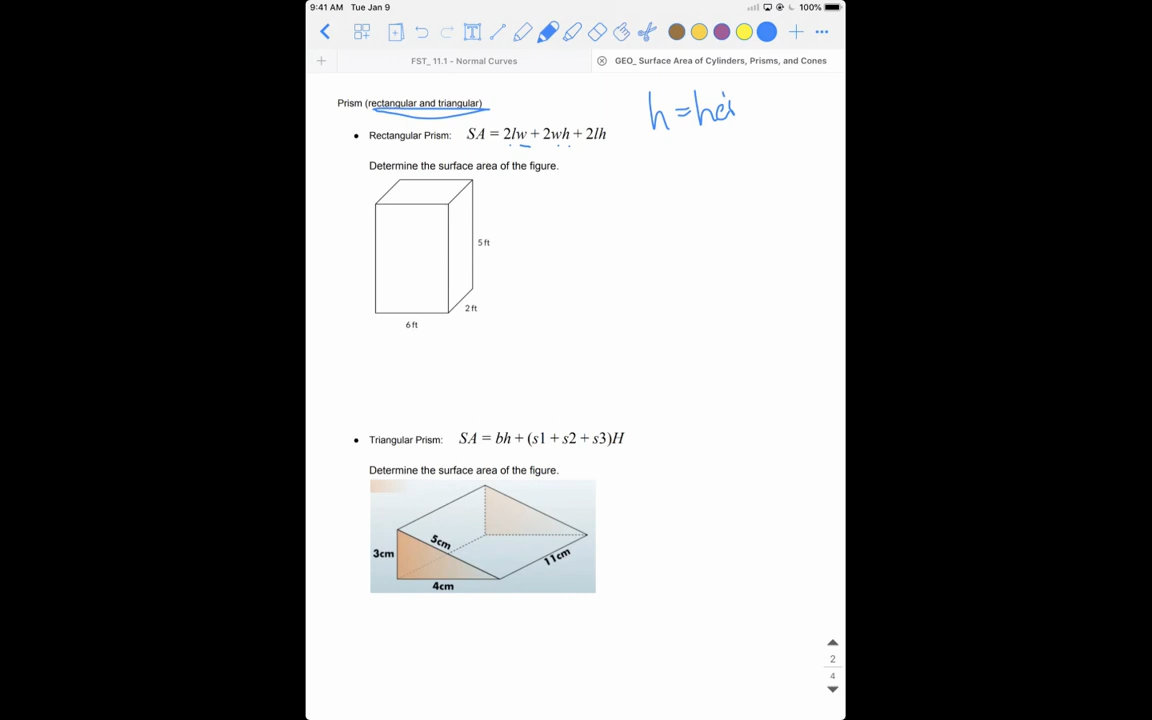 9:41 AM Tue Jan 9 100%
FST_ 11.1 - Normal Curves
GEO_ Surface Area of Cylinders, Prisms, and Cones
Prism (rectangular and triangular)
h =
Rectangular Prism: SA = 2lw + 2wh + 2lh
Determine the surface area of the figure.
5 ft
2 ft
6 ft
Triangular Prism: SA = bh + (s1 + s2 + s3)H
Determine the surface area of the figure.
5cm
3cm
11cm
4cm
2
4